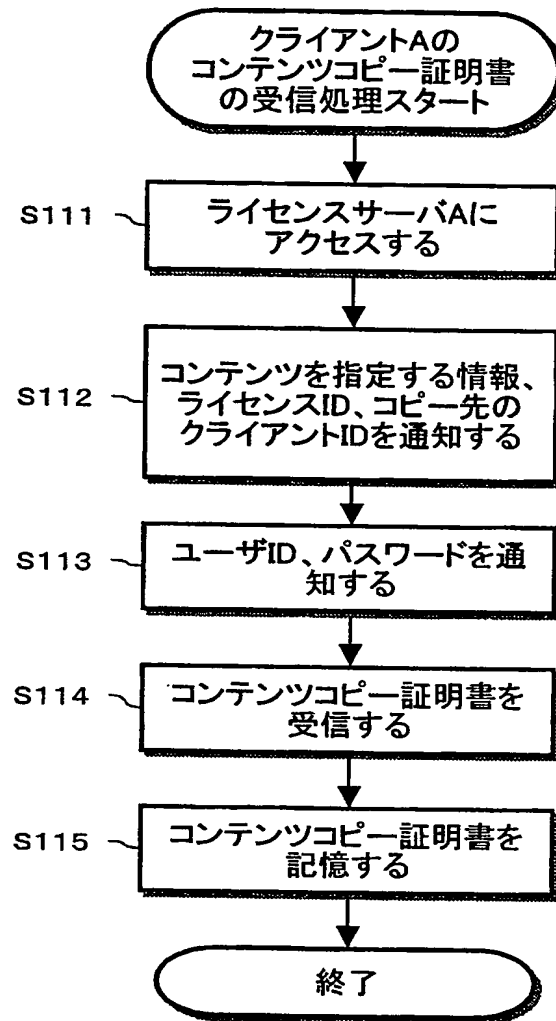 クライアントAの
コンテンツコピー証明書
の受信処理スタート
S111
ライセンスサーバAに
アクセスする
S112
コンテンツを指定する情報、
ライセンスID、コピー先の
クライアントIDを通知する
S113
ユーザID、パスワードを通
知する
S114
コンテンツコピー証明書を
受信する
S115
コンテンツコピー証明書を
記憶する
終了